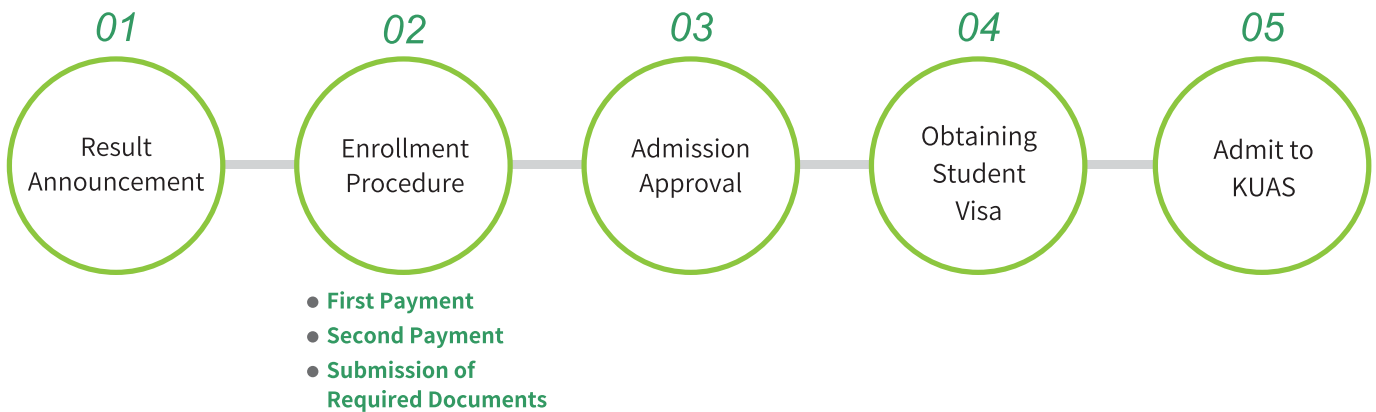 01
Result
Announcement
02
Enrollment
Procedure
● First Payment
● Second Payment
● Submission of
Required Documents
03
Admission
Approval
04
Obtaining
Student
Visa
05
Admit to
KUAS